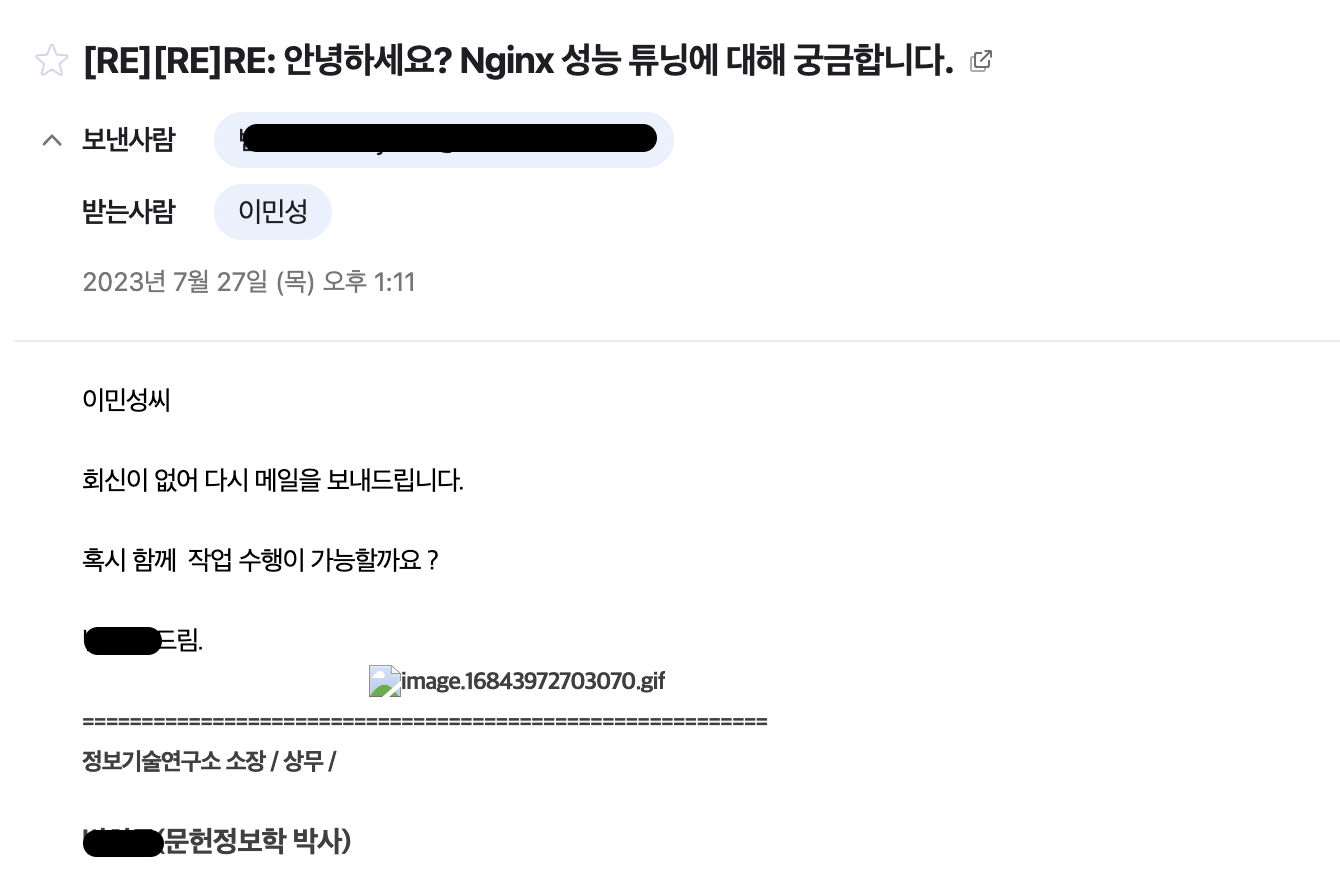 [RE][RE]RE: 안녕하세요? Nginx 성능 튜닝에 대해 궁금합니다.
보낸사람
받는사람 이민성
2023년 7월 27일 (목) 오후 1:11
이민성씨
회신이 없어 다시 메일을 보내드립니다.
혹시 함께 작업 수행이 가능할까요 ?
드림.
image.16843972703070.gif
==========================================================
정보기술연구소 소장 / 상무 /
(문헌정보학 박사)